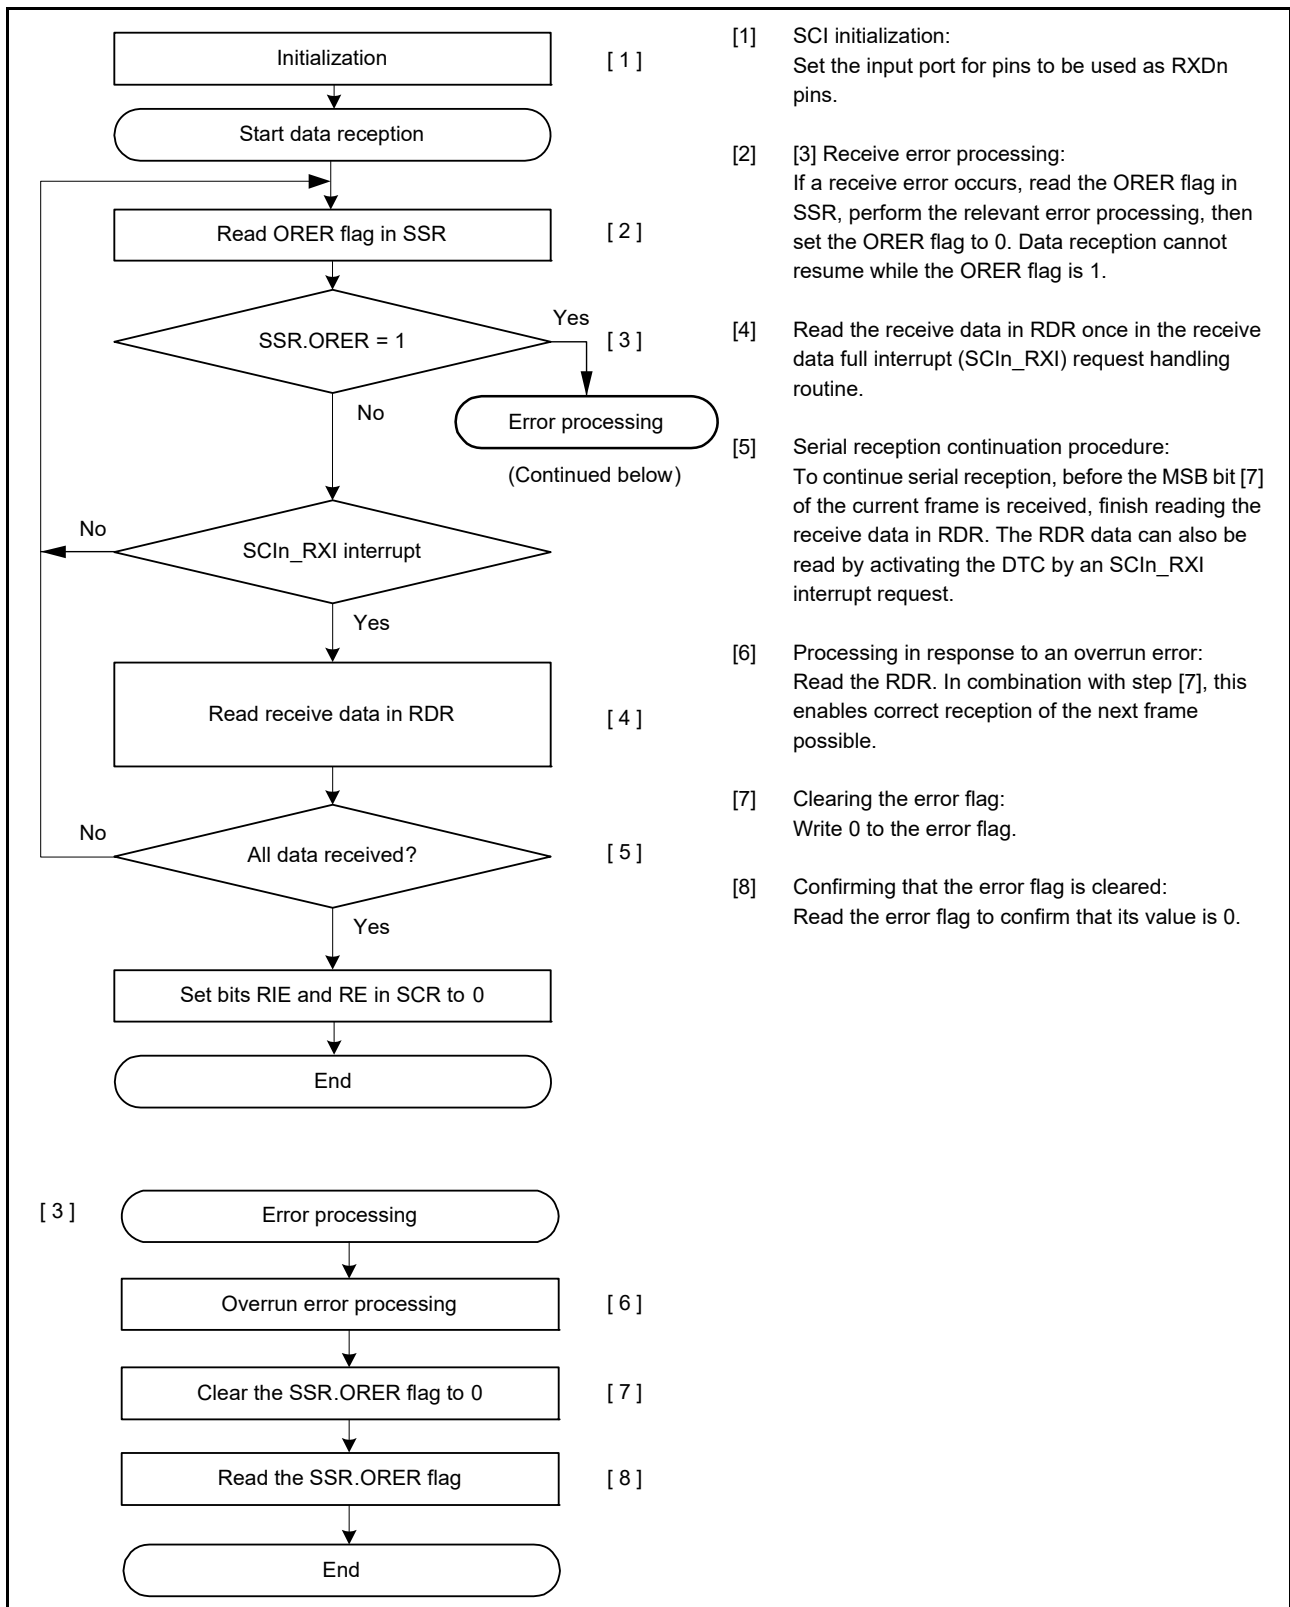 Initialization
[ 1 ]
Start data reception
Read ORER flag in SSR
[ 2 ]
SSR.ORER = 1
Yes
[ 3 ]
No
Error processing
(Continued below)
No
SCIn_RXI interrupt
Yes
Read receive data in RDR
[ 4 ]
No
All data received?
[ 5 ]
Yes
Set bits RIE and RE in SCR to 0
End
[1] SCI initialization:
Set the input port for pins to be used as RXDn
pins.
[2] [3] Receive error processing:
If a receive error occurs, read the ORER flag in
SSR, perform the relevant error processing, then
set the ORER flag to 0. Data reception cannot
resume while the ORER flag is 1.
[4] Read the receive data in RDR once in the receive
data full interrupt (SCIn_RXI) request handling
routine.
[5] Serial reception continuation procedure:
To continue serial reception, before the MSB bit [7]
of the current frame is received, finish reading the
receive data in RDR. The RDR data can also be
read by activating the DTC by an SCIn_RXI
interrupt request.
[6] Processing in response to an overrun error:
Read the RDR. In combination with step [7], this
enables correct reception of the next frame
possible.
[7] Clearing the error flag:
Write 0 to the error flag.
[8] Confirming that the error flag is cleared:
Read the error flag to confirm that its value is 0.
[ 3 ]
Error processing
Overrun error processing
[ 6 ]
Clear the SSR.ORER flag to 0
[ 7 ]
Read the SSR.ORER flag
[ 8 ]
End